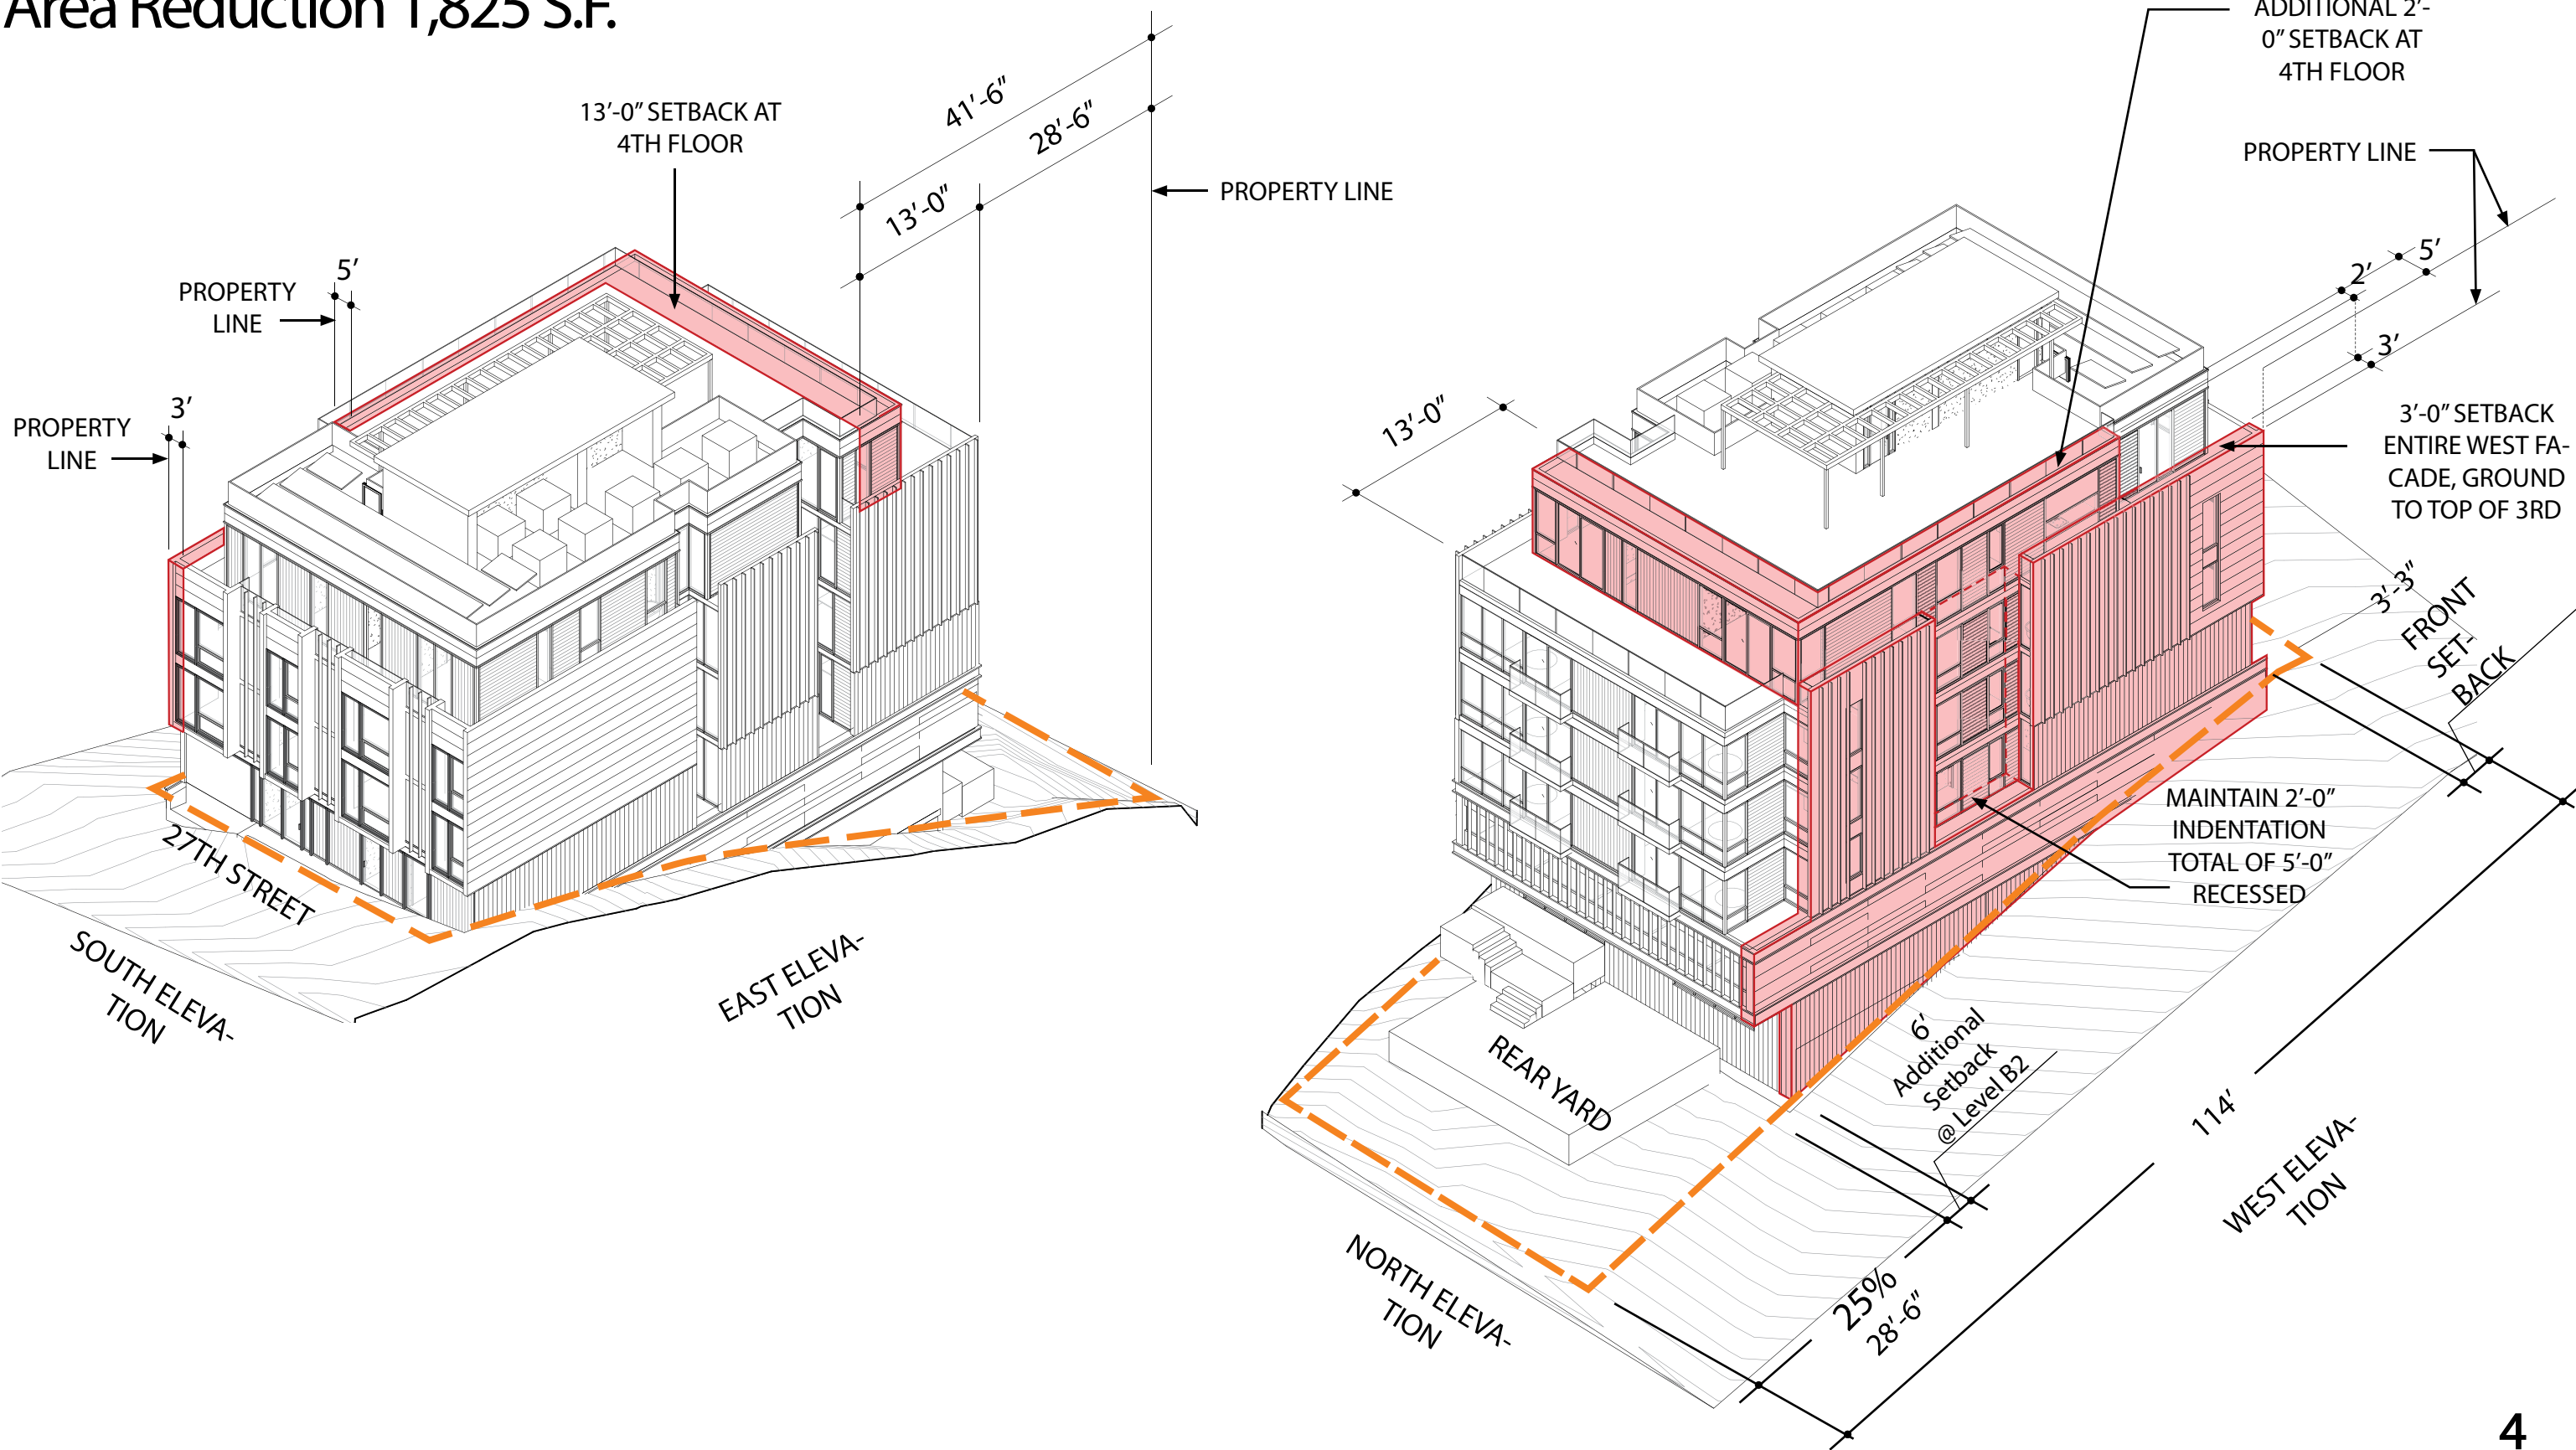 Area Reduction 1,825 S.F.
13’-0” SETBACK AT
4TH FLOOR
41’-6”
28’-6”
13’-0”
PROPERTY LINE
5’
PROPERTY
LINE
3’
PROPERTY
LINE
27TH STREET
SOUTH ELEVA-
TION
EAST ELEVA-
TION
ADDITIONAL 2’-
0” SETBACK AT
4TH FLOOR
PROPERTY LINE
5’
2’
3’
13’-0”
3’-0” SETBACK
ENTIRE WEST FA-
CADE, GROUND
TO TOP OF 3RD
3’-3”
FRONT
SET-
BACK
MAINTAIN 2’-0”
INDENTATION
TOTAL OF 5’-0”
RECESSED
6’
Additional
Setback
@ Level B2
REAR YARD
114’
WEST ELEVA-
TION
NORTH ELEVA-
TION
25%
28’-6”
4